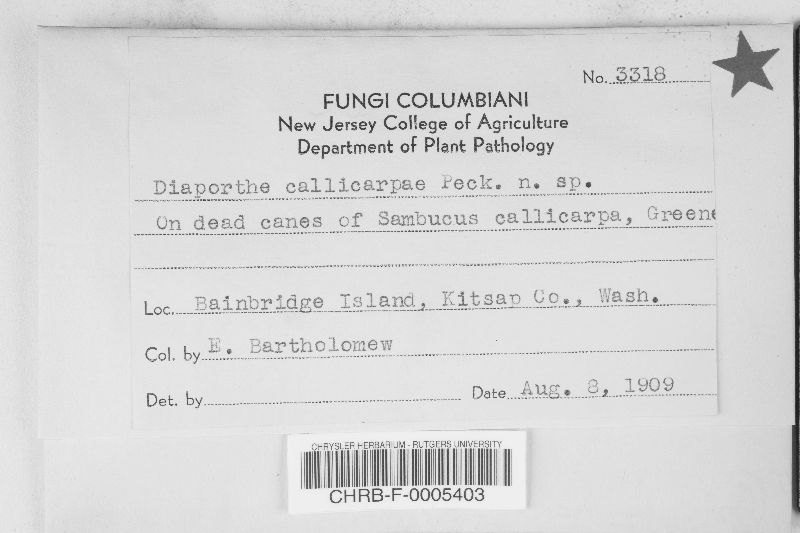 No. 3318
FUNGI COLUMBIANI
New Jersey College of Agriculture
Department of Plant Pathology
Diaporthe callicarpae Peck. n. sp.
On dead canes of Sambucus callicarpa, Greene
Loc. Bainbridge Island, Kitsap Co., Wash.
Col. by E. Bartholomew
Det. by
Date Aug. 8, 1909
CHRYSLER HERBARIUM - RUTGERS UNIVERSITY
CHRB-F-0005403